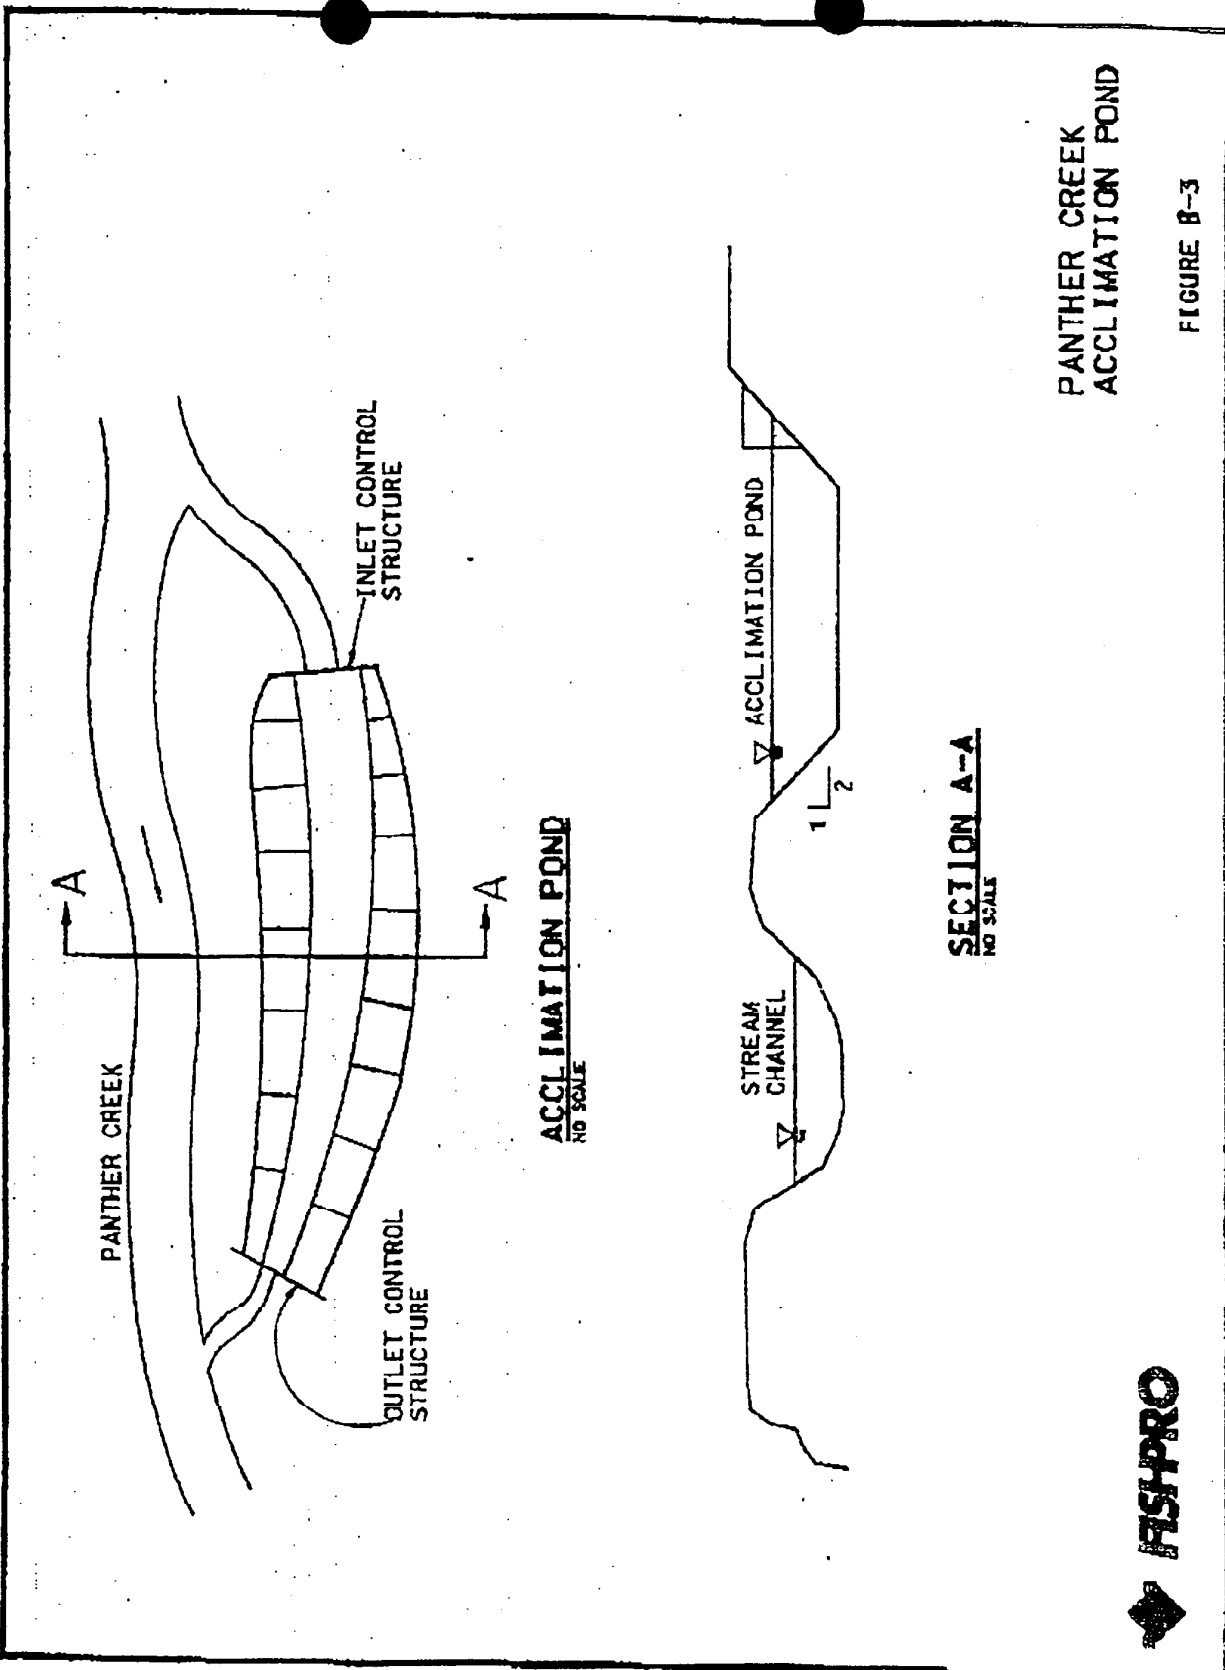 PANTHER CREEK
A
A
INLET CONTROL
STRUCTURE
OUTLET CONTROL
STRUCTURE
ACCLIMATION POND
NO SCALE
STREAM
CHANNEL
ACCLIMATION POND
1
2
SECTION A-A
NO SCALE
PANTHER CREEK
ACCLIMATION POND
FIGURE B-3
FISHPRO